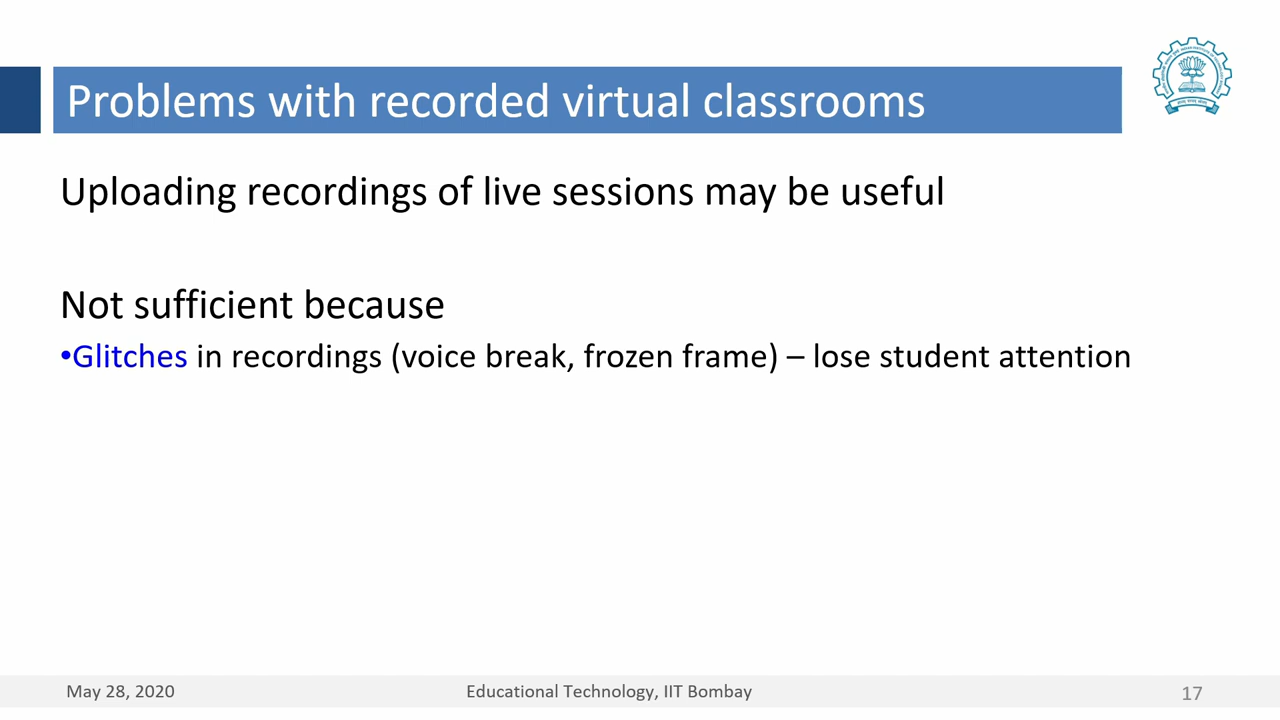 Problems with recorded virtual classrooms
Uploading recordings of live sessions may be useful
Not sufficient because
•Glitches in recordings (voice break, frozen frame) – lose student attention
May 28, 2020
Educational Technology, IIT Bombay
17